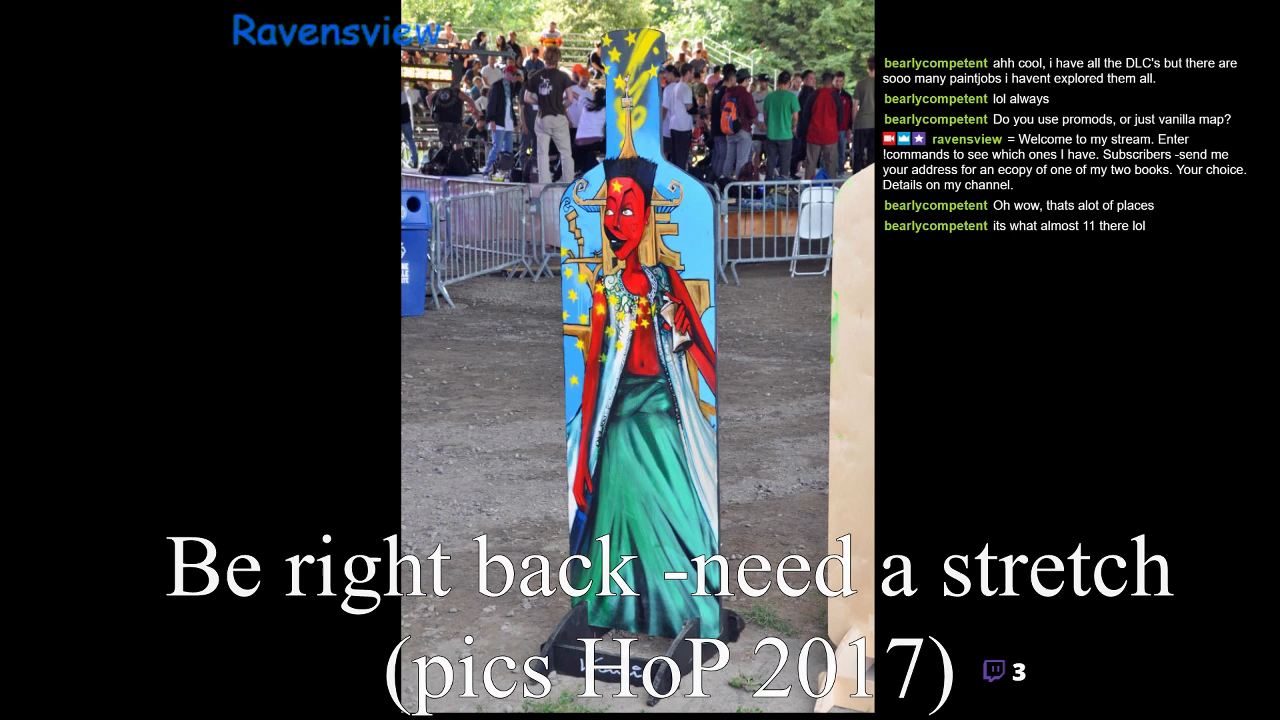 Ravensview
bearlycompetent ahh cool, i have all the DLC's but there are
sooo many paintjobs i havent explored them all.
bearlycompetent lol always
bearlycompetent Do you use promods, or just vanilla map?
ravensview = Welcome to my stream. Enter
!commands to see which ones I have. Subscribers -send me
your address for an ecopy of one of my two books. Your choice.
Details on my channel.
bearlycompetent Oh wow, thats alot of places
bearlycompetent its what almost 11 there lol
Be right back -need a stretch
(pics HoP 2017)
3